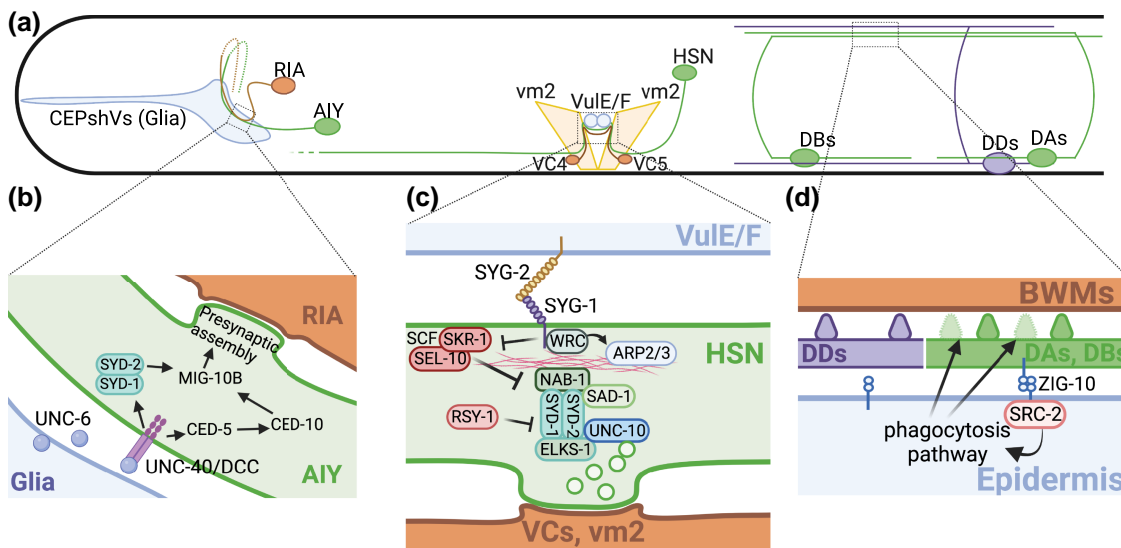 (a)
RIA
AIY
CEPshVs (Glia)
HSN
vm2
VulE/F
vm2
VC4
VC5
DBs
DDs
DAs
(b)
RIA
Presynaptic
assembly
SYD-2
SYD-1
MIG-10B
UNC-6
CED-5
CED-10
UNC-40/DCC
Glia
AIY
(c)
VulE/F
SYG-2
SYG-1
SCF
SKR-1
SEL-10
WRC
ARP2/3
HSN
NAB-1
SAD-1
RSY-1
SYD-1
SYD-2
UNC-10
ELKS-1
VCs, vm2
(d)
BWMs
DDs
DAs, DBs
ZIG-10
SRC-2
phagocytosis
pathway
Epidermis